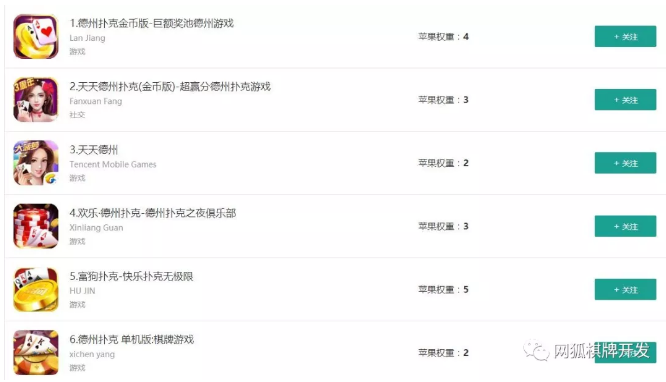 1.德州扑克金币版-巨额奖池德州游戏
Lan Jiang
游戏
苹果权重：4
+ 关注
2.天天德州扑克(金币版)-超赢分德州扑克游戏
Fanxuan Fang
社交
苹果权重：3
+ 关注
3.天天德州
Tencent Mobile Games
游戏
苹果权重：2
+ 关注
4.欢乐·德州扑克-德州扑克之夜俱乐部
Xiniiang Guan
游戏
苹果权重：3
+ 关注
5.富狗扑克-快乐扑克无极限
HU JIN
游戏
苹果权重：5
+ 关注
6.德州扑克 单机版:棋牌游戏
xichen yang
游戏
苹果权重：2
网狐棋牌开发